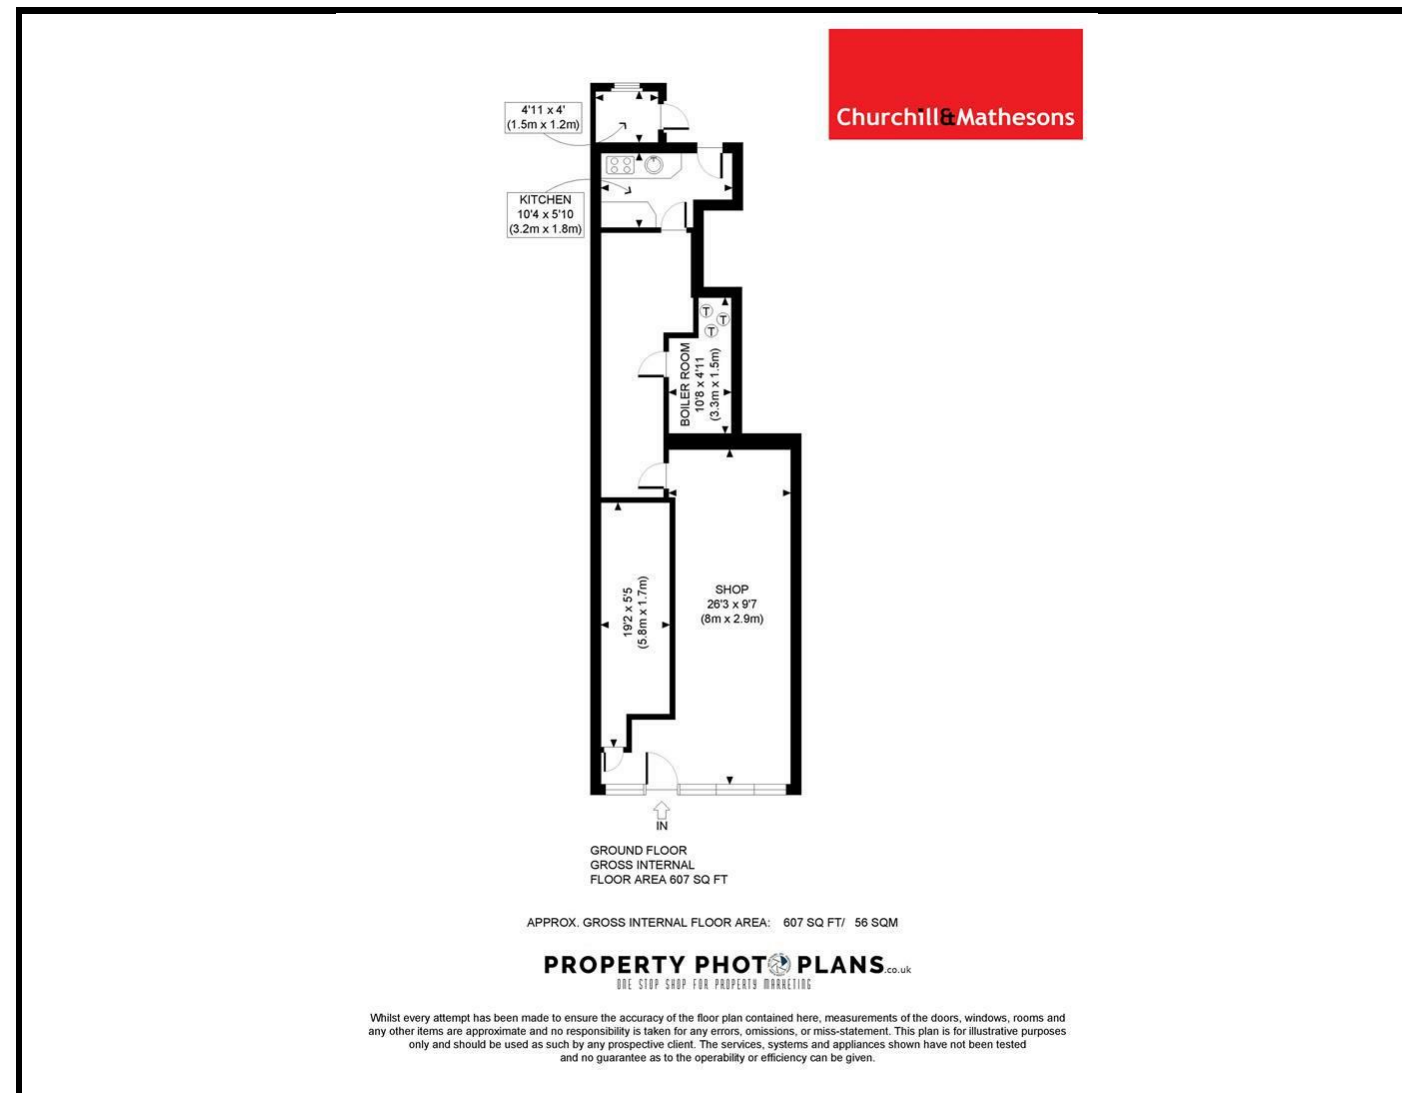 Churchill&Mathesons
4'11 x 4'
(1.5m x 1.2m)
KITCHEN
10'4 x 5'10
(3.2m x 1.8m)
T
T
T
BOILER ROOM
10'8 x 4'11
(3.3m x 1.5m)
19'2 x 5'5
(5.8m x 1.7m)
SHOP
26'3 x 9'7
(8m x 2.9m)
IN
GROUND FLOOR
GROSS INTERNAL
FLOOR AREA 607 SQ FT
APPROX. GROSS INTERNAL FLOOR AREA: 607 SQ FT/ 56 SQM
PROPERTY PHOTO PLANS.co.uk
ONE STOP SHOP FOR PROPERTY MARKETING
Whilst every attempt has been made to ensure the accuracy of the floor plan contained here, measurements of the doors, windows, rooms and
any other items are approximate and no responsibility is taken for any errors, omissions, or miss-statement. This plan is for illustrative purposes
only and should be used as such by any prospective client. The services, systems and appliances shown have not been tested
and no guarantee as to the operability or efficiency can be given.